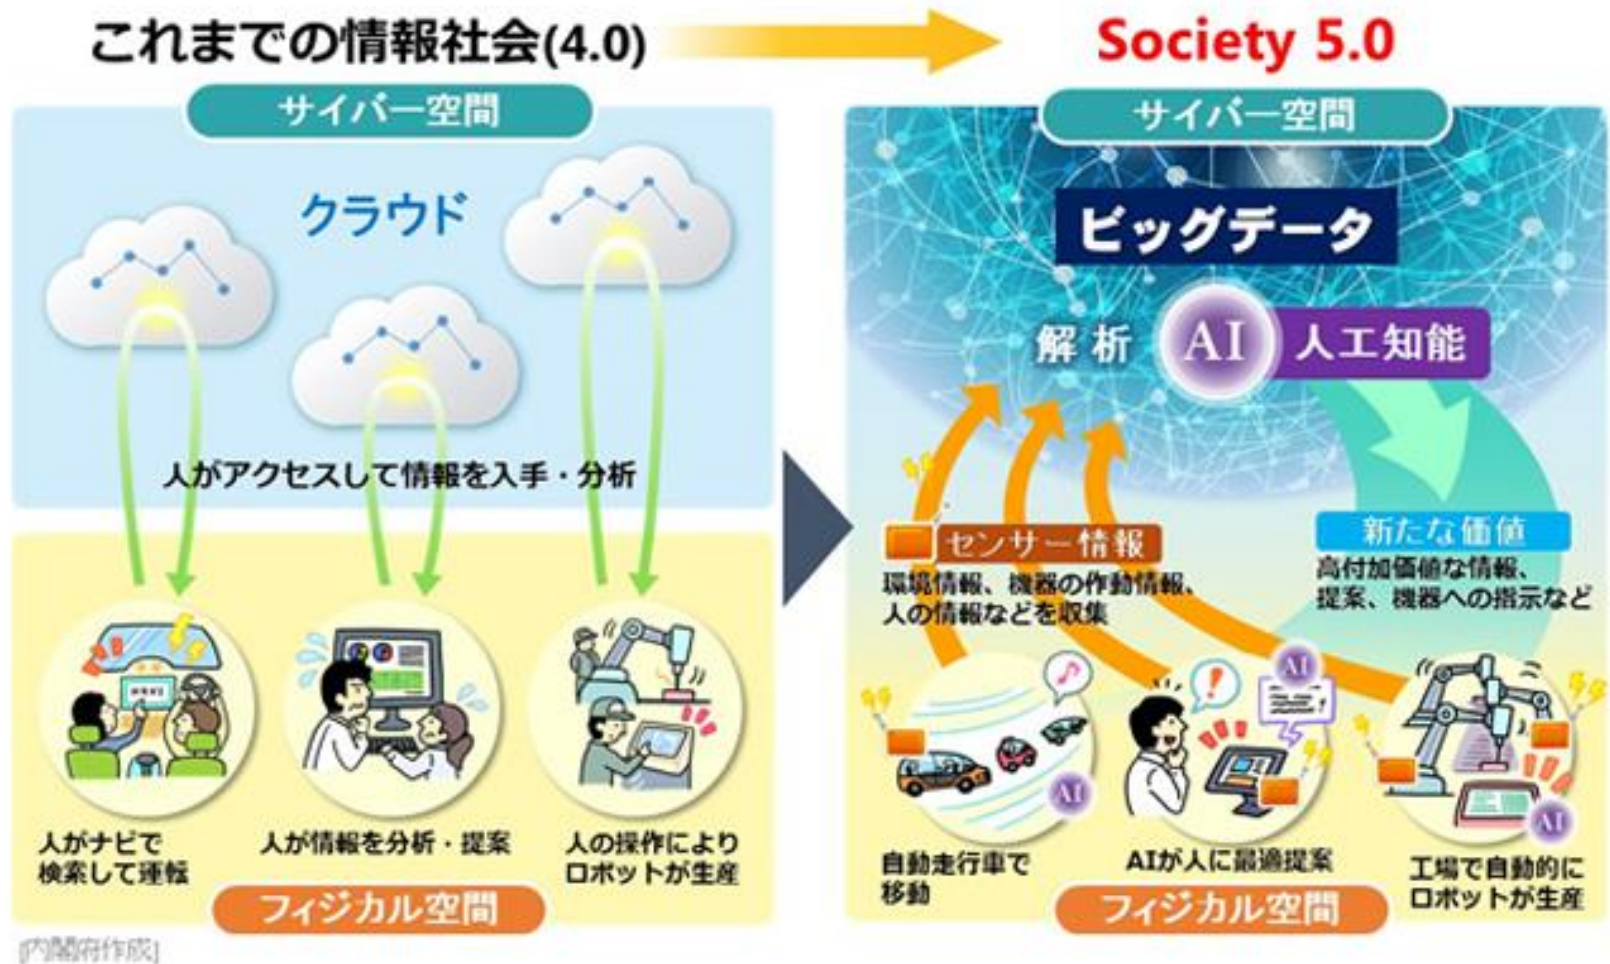 これまでの情報社会(4.0)
Society 5.0
サイバー空間
クラウド
人がアクセスして情報を入手・分析
人がナビで
検索して運転
人が情報を分析・提案
人の操作により
ロボットが生産
フィジカル空間
サイバー空間
ビッグデータ
解析
AI
人工知能
センサー情報
環境情報、機器の作動情報、
人の情報などを収集
新たな価値
高付加価値な情報、
提案、機器への指示など
AI
AI
AI
自動走行車で
移動
AIが人に最適提案
工場で自動的に
ロボットが生産
フィジカル空間
[内閣府作成]